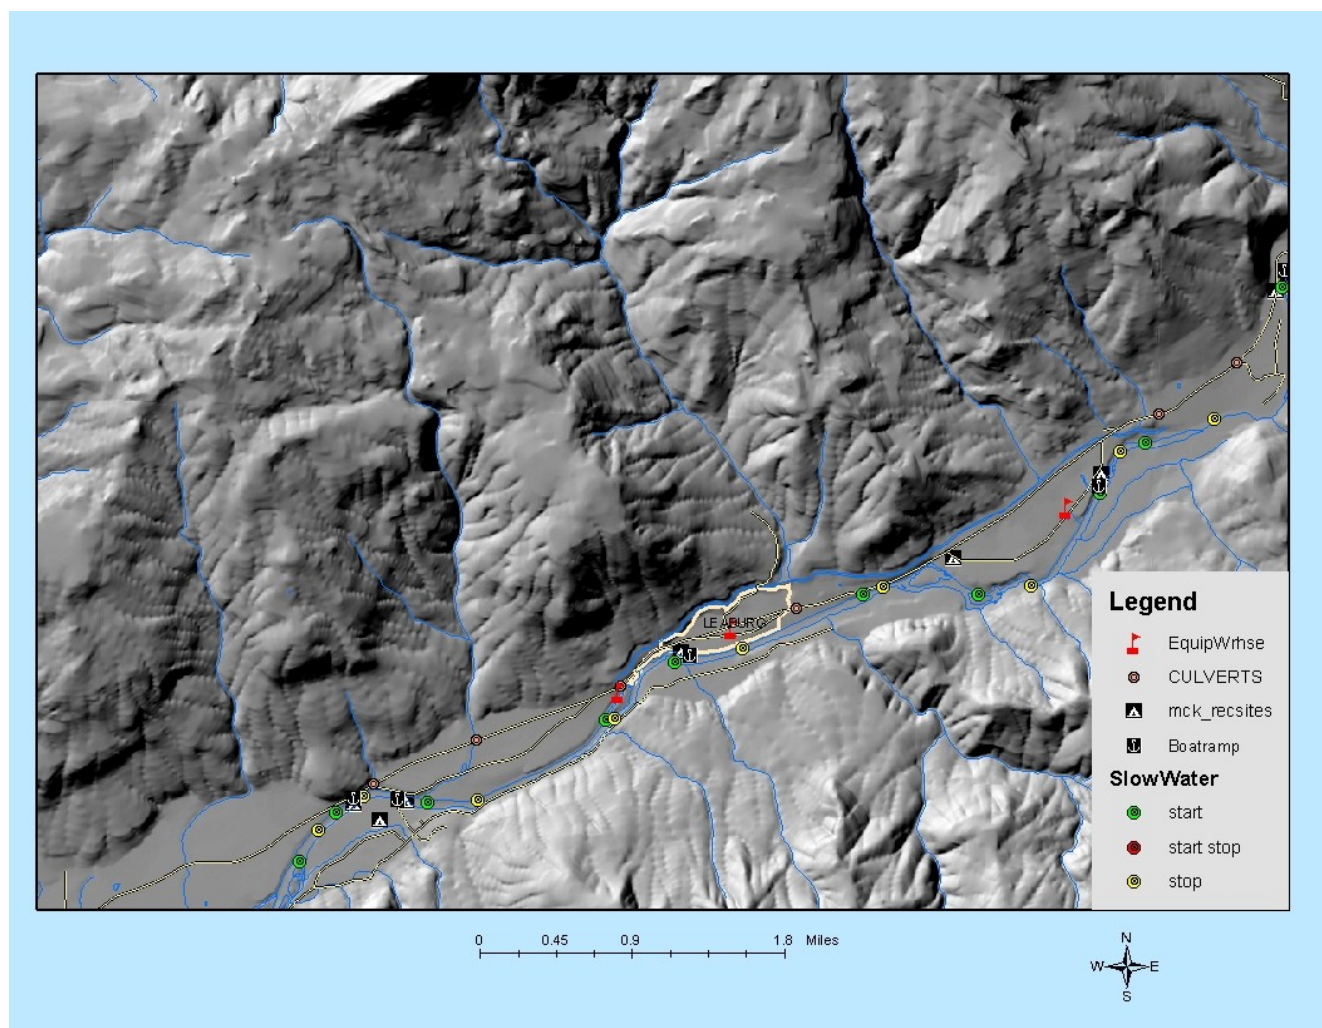 LEABURG
Legend
EquipWrhse
CULVERTS
mck_recsites
Boatramp
SlowWater
start
start stop
stop
0 0.45 0.9 1.8 Miles
N
W E
S